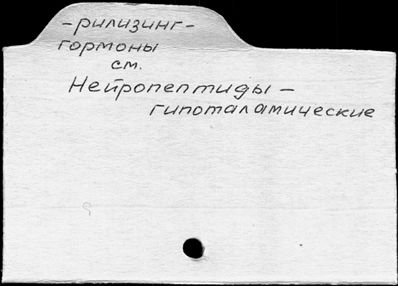 -рилизинг-
гормоны
см.
Нейропептиды -
- гипоталамические